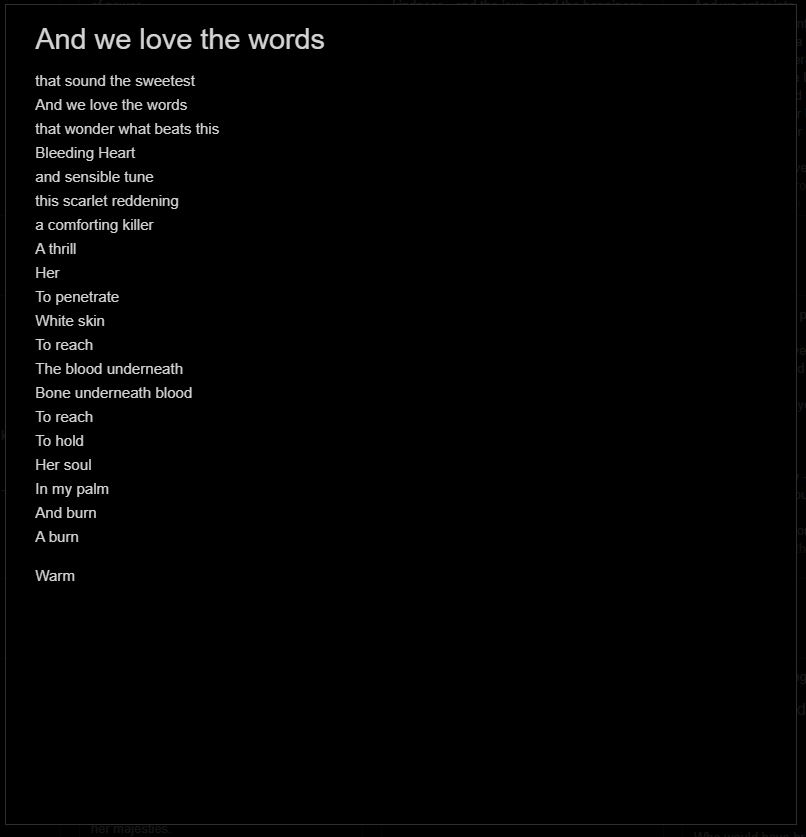 And we love the words
that sound the sweetest
And we love the words
that wonder what beats this
Bleeding Heart
and sensible tune
this scarlet reddening
a comforting killer
A thrill
Her
To penetrate
White skin
To reach
The blood underneath
Bone underneath blood
To reach
To hold
Her soul
In my palm
And burn
A burn
Warm
her majesties